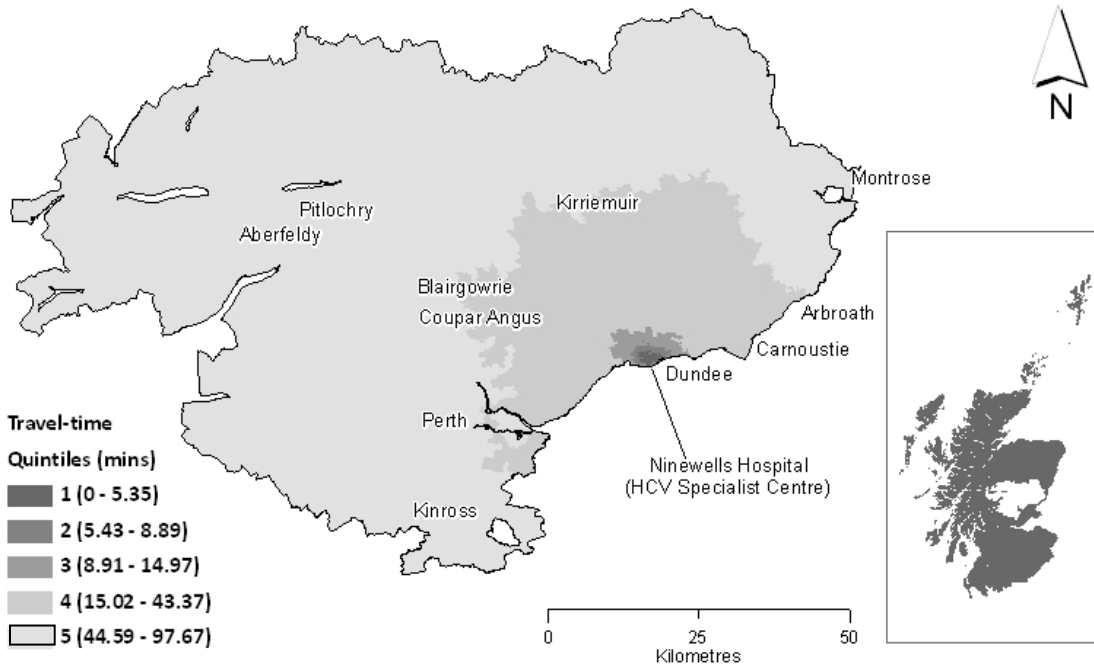 N
Montrose
Kirriemuir
Pitlochry
Aberfeldy
Blairgowrie
Coupar Angus
Arbroath
Carnoustie
Dundee
Perth
Ninewells Hospital
(HCV Specialist Centre)
Kinross
Travel-time
Quintiles (mins)
1 (0 - 5.35)
2 (5.43 - 8.89)
3 (8.91 - 14.97)
4 (15.02 - 43.37)
5 (44.59 - 97.67)
0 25 50
Kilometres